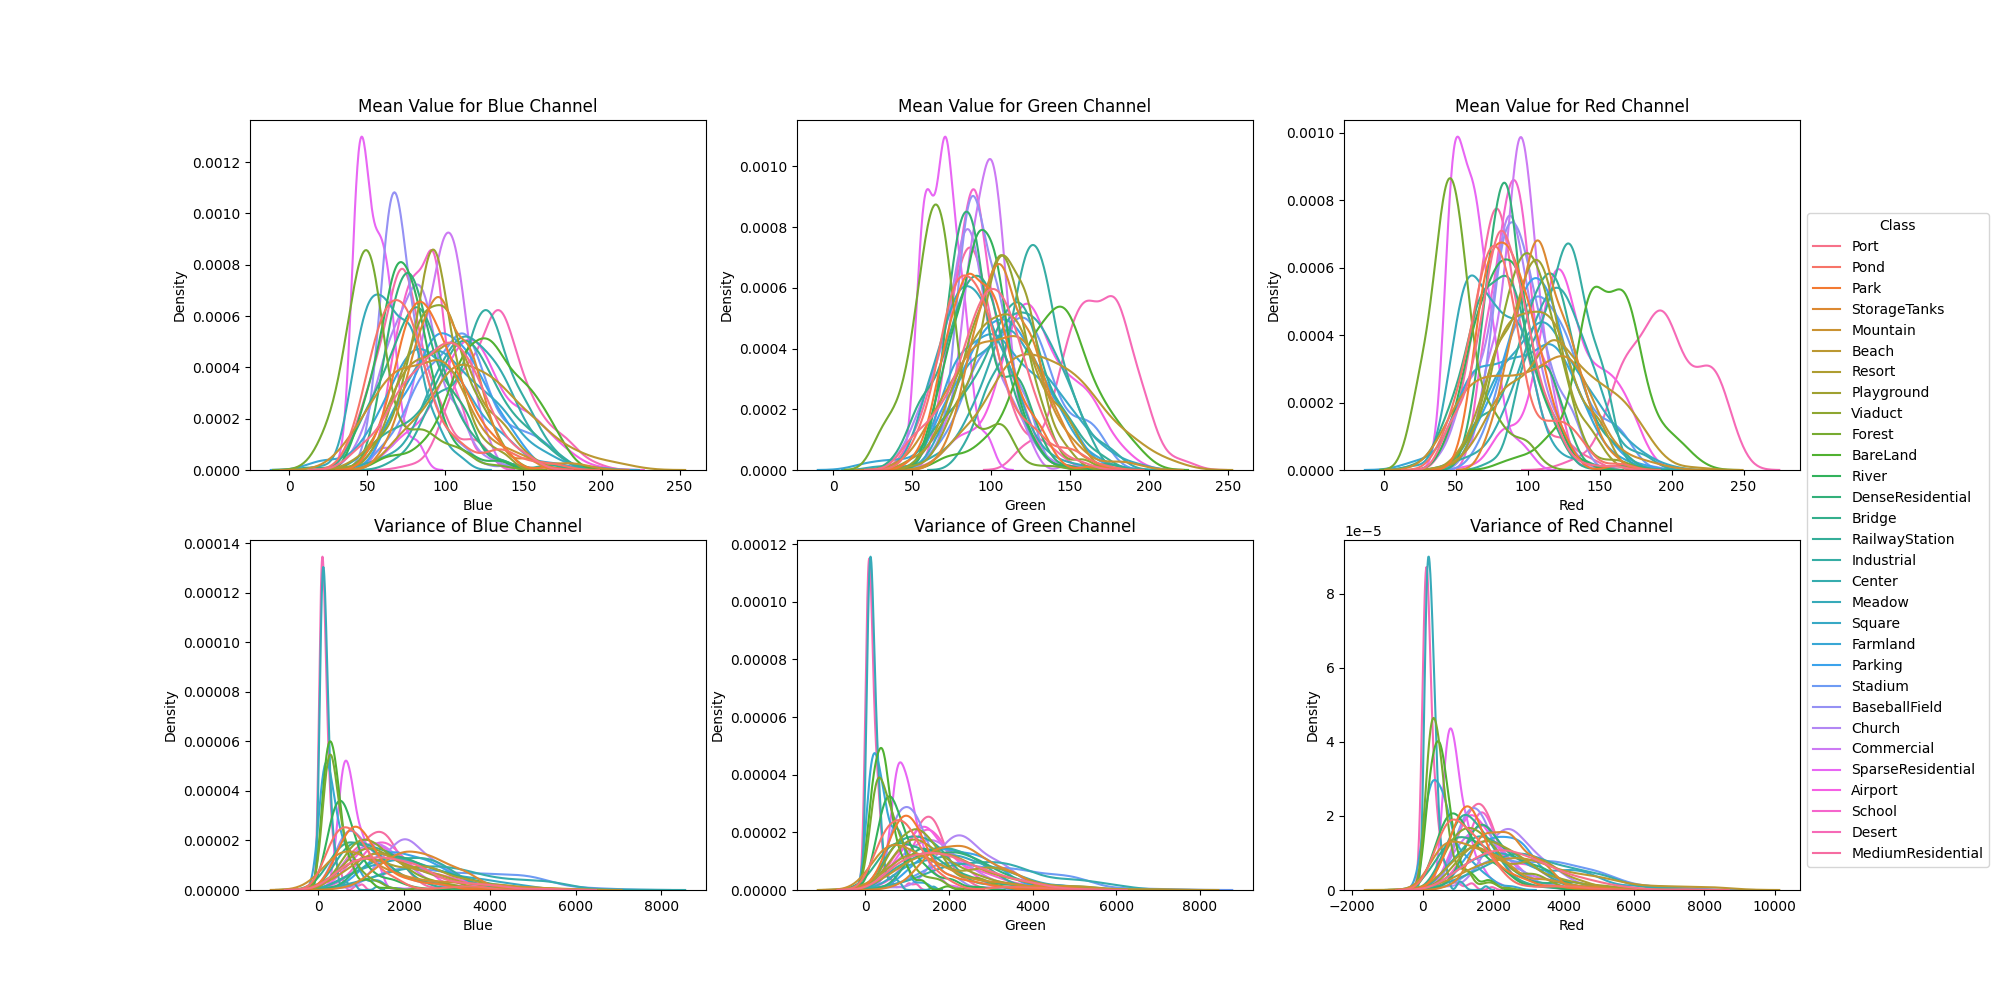 Mean Value for Blue Channel
Density
0.0000
0.0002
0.0004
0.0006
0.0008
0.0010
0.0012
0 50 100 150 200 250
Blue
Mean Value for Green Channel
Density
0.0000
0.0002
0.0004
0.0006
0.0008
0.0010
0 50 100 150 200 250
Green
Mean Value for Red Channel
Density
0.0000
0.0002
0.0004
0.0006
0.0008
0.0010
0 50 100 150 200 250
Red
Variance of Blue Channel
Density
0.00000
0.00002
0.00004
0.00006
0.00008
0.00010
0.00012
0.00014
0 2000 4000 6000 8000
Blue
Variance of Green Channel
Density
0.00000
0.00002
0.00004
0.00006
0.00008
0.00010
0.00012
0 2000 4000 6000 8000
Green
Variance of Red Channel
1e−5
Density
0
2
4
6
8
−2000 0 2000 4000 6000 8000 10000
Red
Class
Port
Pond
Park
StorageTanks
Mountain
Beach
Resort
Playground
Viaduct
Forest
BareLand
River
DenseResidential
Bridge
RailwayStation
Industrial
Center
Meadow
Square
Farmland
Parking
Stadium
BaseballField
Church
Commercial
SparseResidential
Airport
School
Desert
MediumResidential